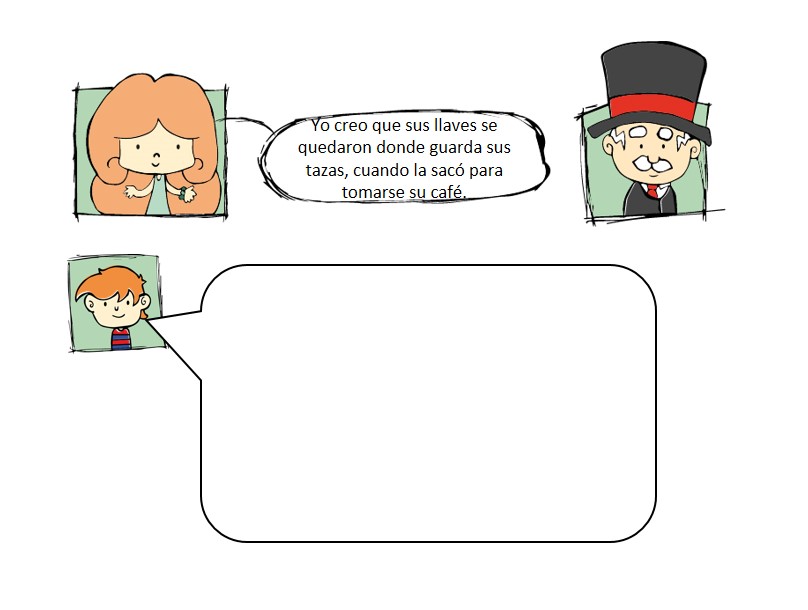 Yo creo que sus llaves se
quedaron donde guarda sus
tazas, cuando la sacó para
tomarse su café.